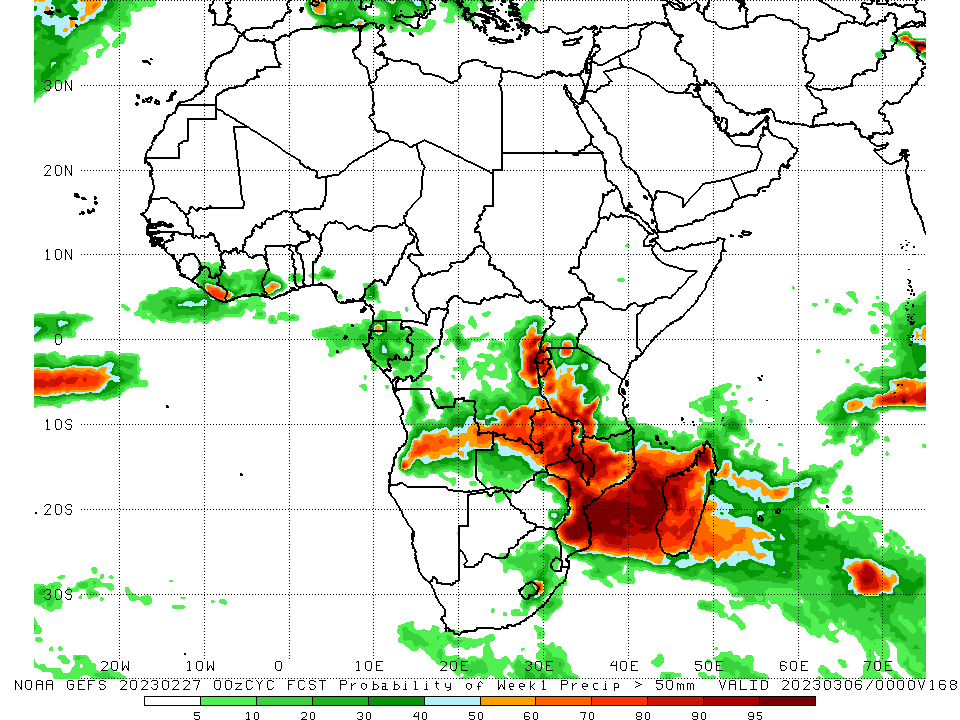 30N
20N
10N
0
10S
20S
30S
20W 10W 0 10E 20E 30E 40E 50E 60E 70E
NOAA GEFS 20230227 00zCYC FCST Probability of Week1 Precip > 50mm VALID 20230306/0000V168
5 10 20 30 40 50 60 70 80 90 95